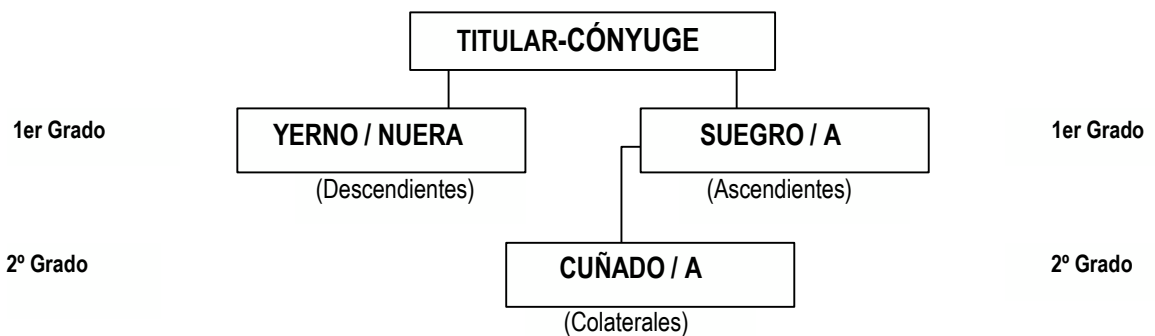 TITULAR-CÓNYUGE
1er Grado YERNO / NUERA SUEGRO / A 1er Grado
(Descendientes) (Ascendientes)
2º Grado CUÑADO / A 2º Grado
(Colaterales)